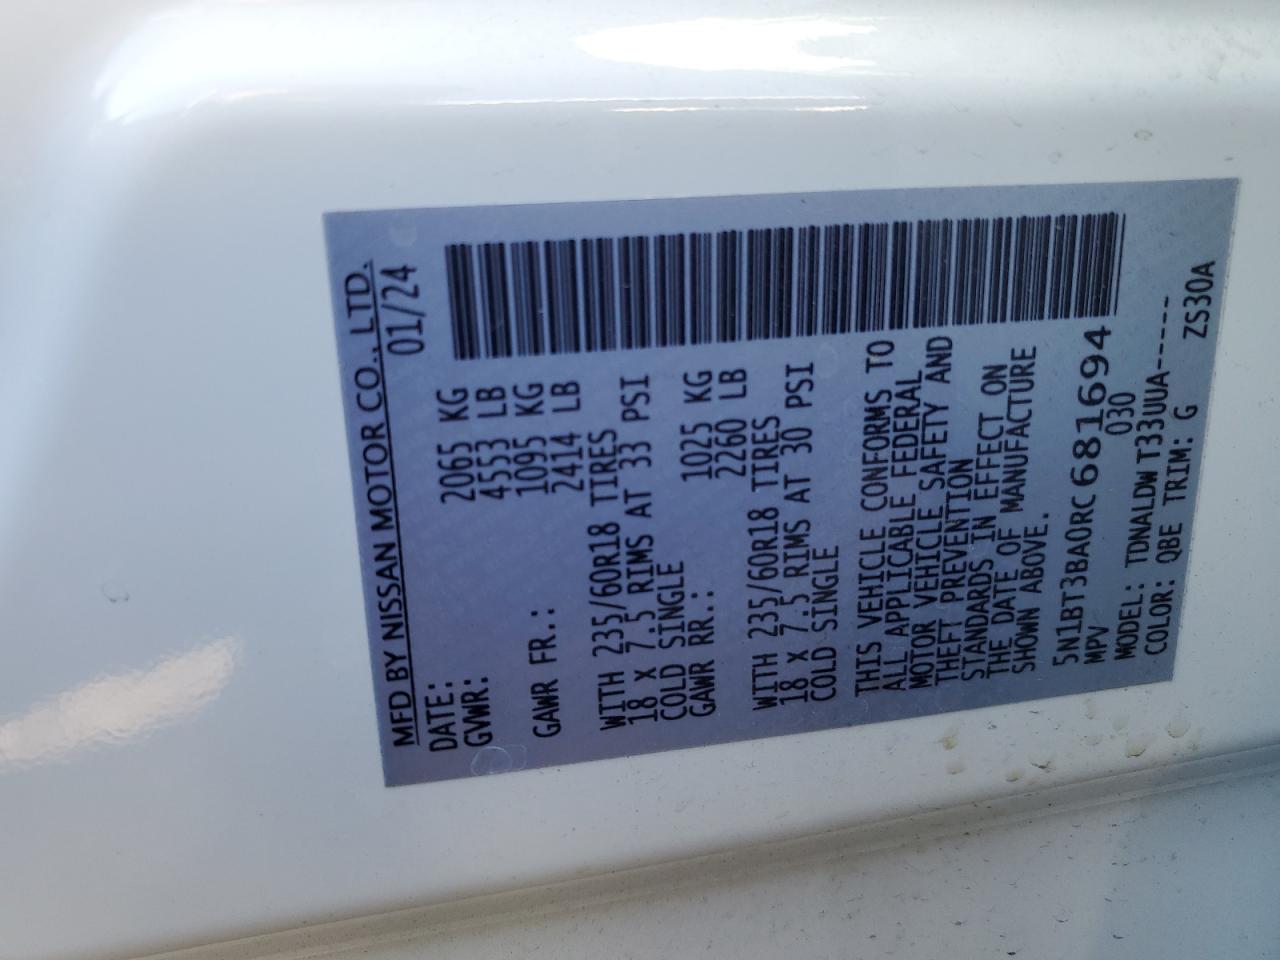 MFD BY NISSAN MOTOR CO., LTD.
DATE: 01/24
GVWR: 2065 KG
4553 LB
GAWR FR.: 1095 KG
2414 LB
WITH 235/60R18 TIRES
18 X 7.5 RIMS AT 33 PSI
COLD SINGLE
GAWR RR.: 1025 KG
2260 LB
WITH 235/60R18 TIRES
18 X 7.5 RIMS AT 30 PSI
COLD SINGLE
THIS VEHICLE CONFORMS TO
ALL APPLICABLE FEDERAL
MOTOR VEHICLE SAFETY AND
THEFT PREVENTION
STANDARDS IN EFFECT ON
THE DATE OF MANUFACTURE
SHOWN ABOVE.
5N1BT3BA0RC681694
MPV 030
MODEL: TDNALDW T33UUA-----
COLOR: QBE TRIM: G ZS30A